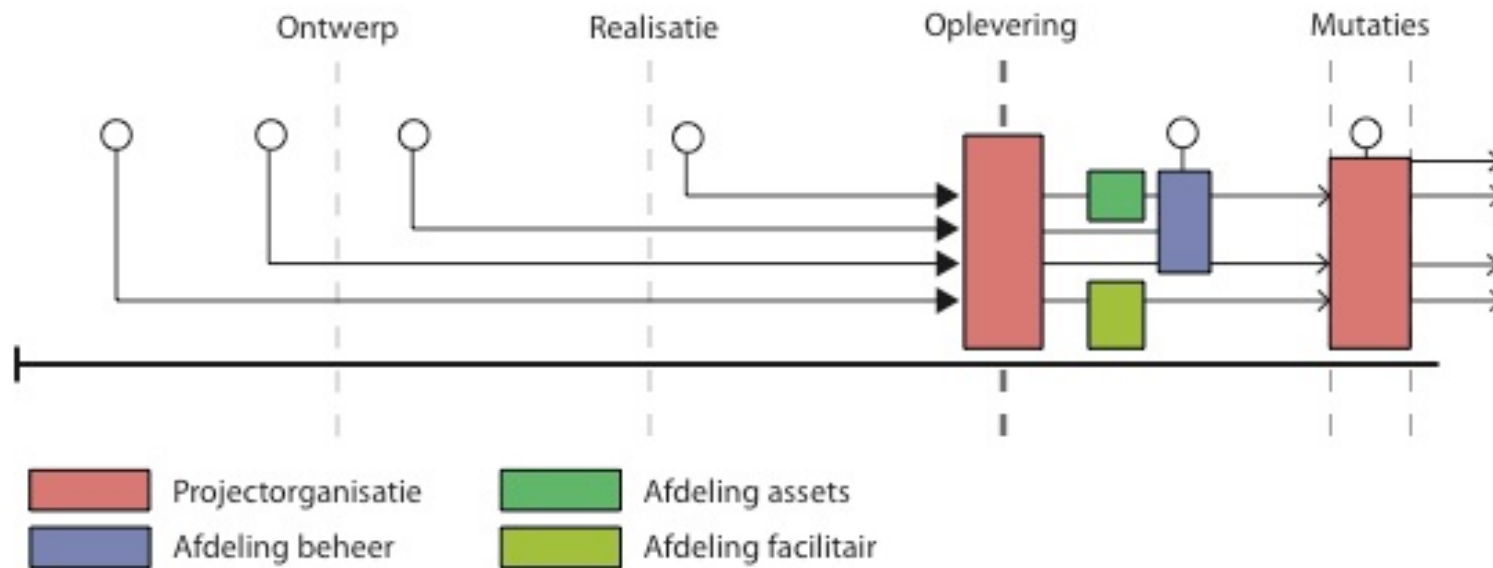 Ontwerp
Realisatie
Oplevering
Mutaties
Projectorganisatie
Afdeling assets
Afdeling beheer
Afdeling facilitair